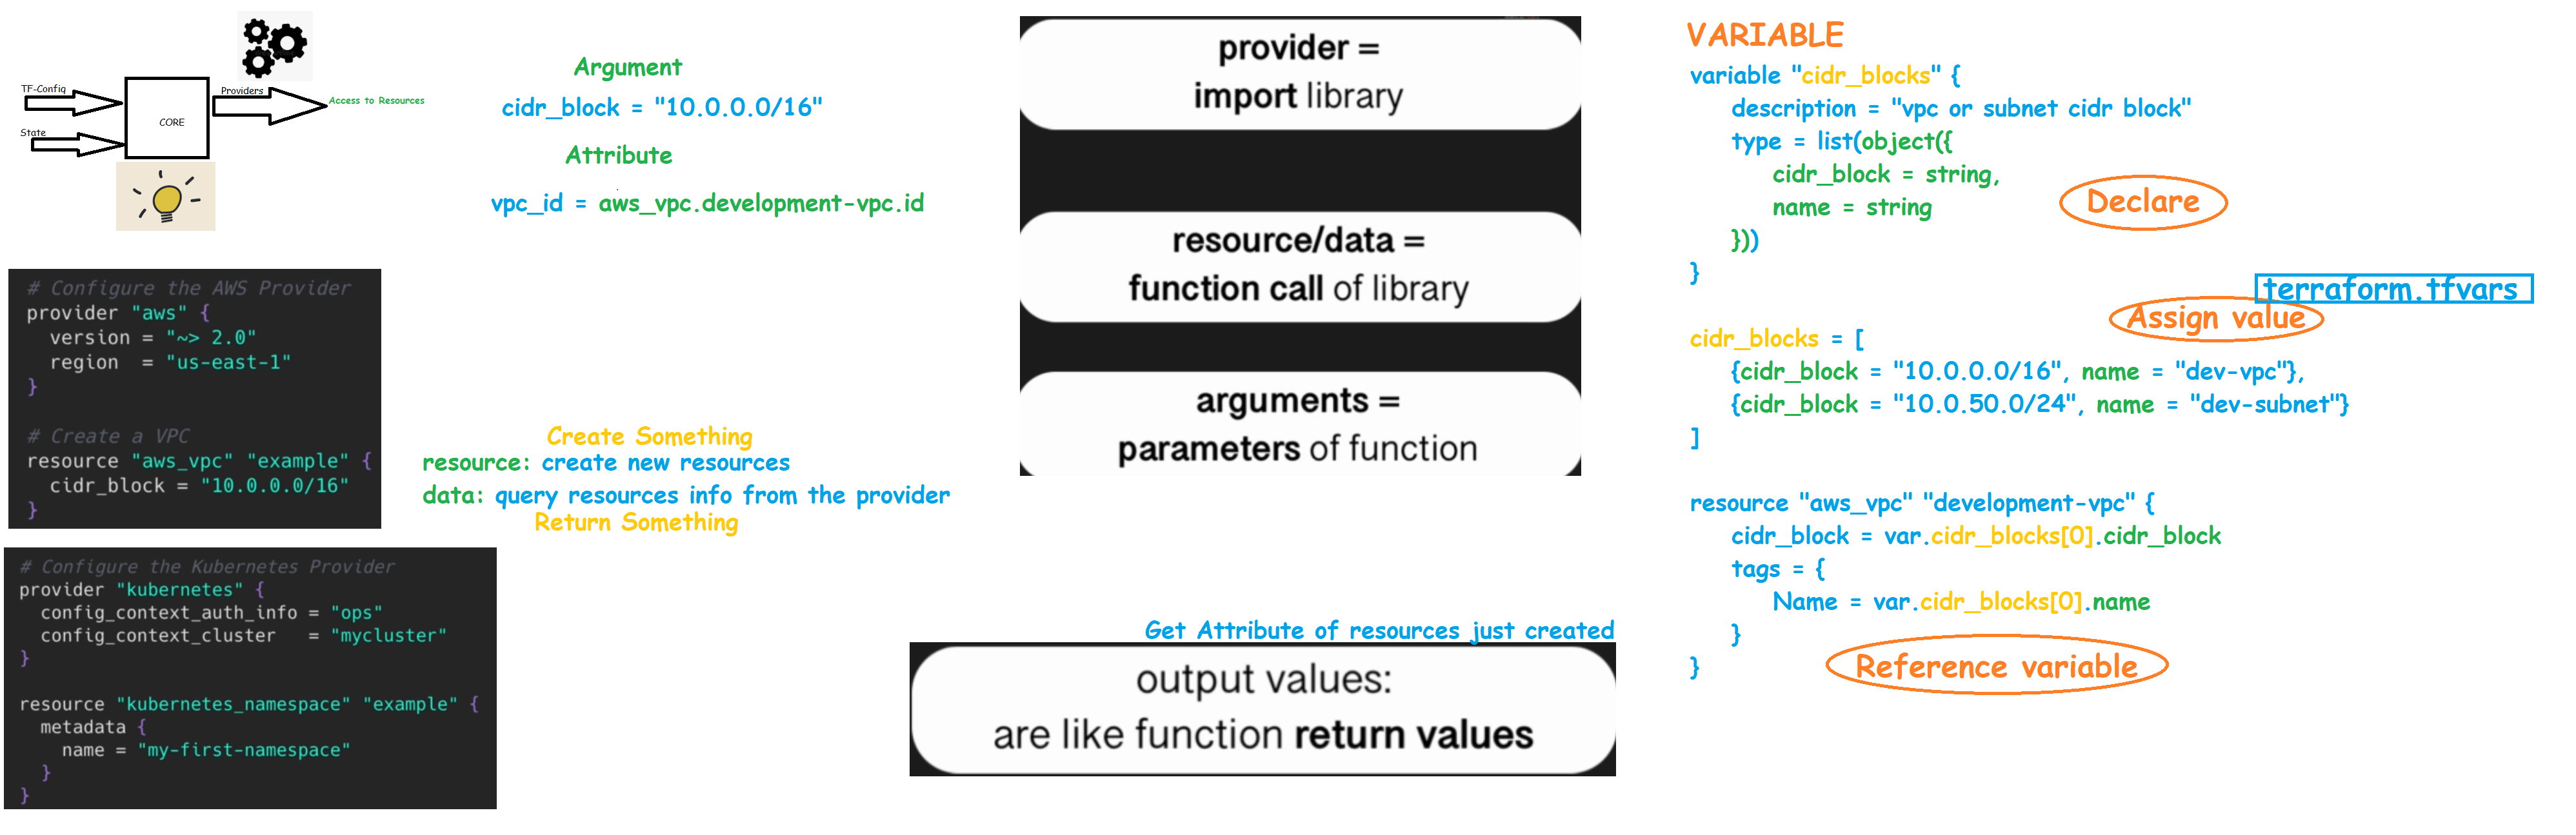 TF-Config
State
CORE
Providers
Access to Resources
Argument
cidr_block = "10.0.0.0/16"
Attribute
vpc_id = aws_vpc.development-vpc.id
# Configure the AWS Provider
provider "aws" {
  version = "~> 2.0"
  region  = "us-east-1"
}
# Create a VPC
resource "aws_vpc" "example" {
  cidr_block = "10.0.0.0/16"
}
Create Something
resource: create new resources
data: query resources info from the provider
Return Something
# Configure the Kubernetes Provider
provider "kubernetes" {
  config_context_auth_info = "ops"
  config_context_cluster   = "mycluster"
}
resource "kubernetes_namespace" "example" {
  metadata {
    name = "my-first-namespace"
  }
}
provider =
import library
resource/data =
function call of library
arguments =
parameters of function
Get Attribute of resources just created
output values:
are like function return values
VARIABLE
variable "cidr_blocks" {
description = "vpc or subnet cidr block"
type = list(object({
cidr_block = string,
name = string
}))
}
Declare
terraform.tfvars
Assign value
cidr_blocks = [
{cidr_block = "10.0.0.0/16", name = "dev-vpc"},
{cidr_block = "10.0.50.0/24", name = "dev-subnet"}
]
resource "aws_vpc" "development-vpc" {
cidr_block = var.cidr_blocks[0].cidr_block
tags = {
Name = var.cidr_blocks[0].name
}
}
Reference variable